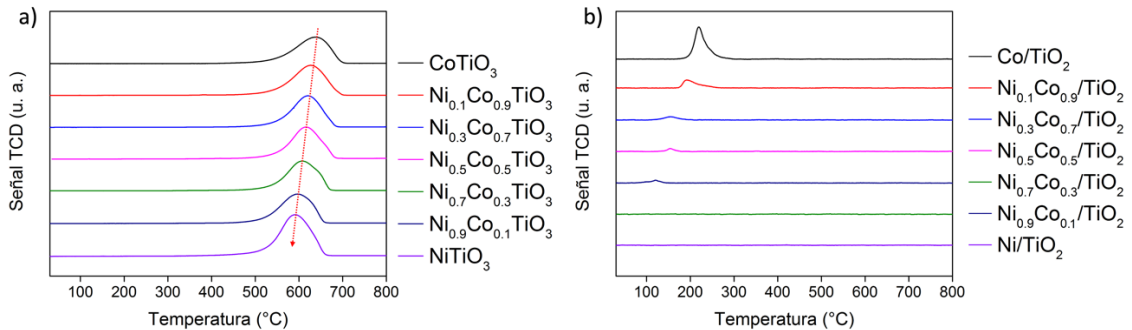 a)
Señal TCD (u. a.)
CoTiO₃
Ni₀.₁Co₀.₉TiO₃
Ni₀.₃Co₀.₇TiO₃
Ni₀.₅Co₀.₅TiO₃
Ni₀.₇Co₀.₃TiO₃
Ni₀.₉Co₀.₁TiO₃
NiTiO₃
100 200 300 400 500 600 700 800
Temperatura (°C)
b)
Señal TCD (u. a.)
Co/TiO₂
Ni₀.₁Co₀.₉/TiO₂
Ni₀.₃Co₀.₇/TiO₂
Ni₀.₅Co₀.₅/TiO₂
Ni₀.₇Co₀.₃/TiO₂
Ni₀.₉Co₀.₁/TiO₂
Ni/TiO₂
100 200 300 400 500 600 700 800
Temperatura (°C)